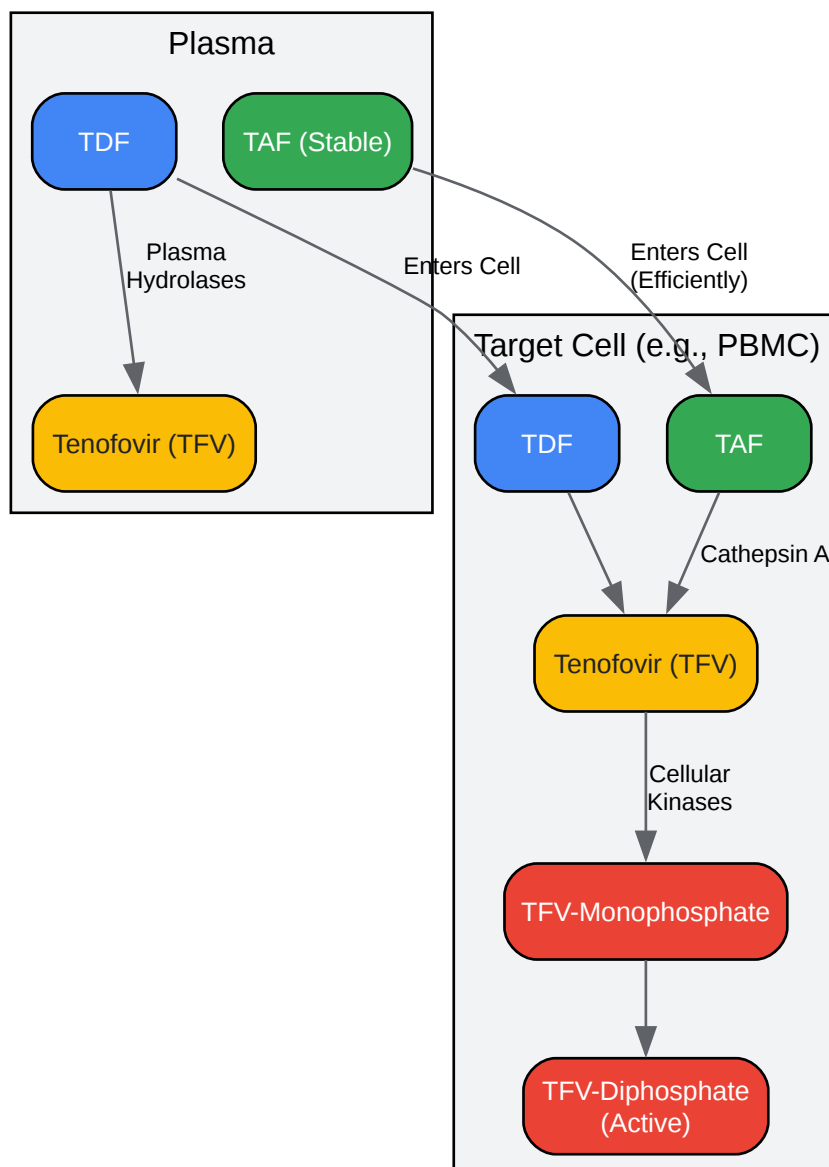 Plasma
TDF
TAF (Stable)
Plasma
Hydrolases
Enters Cell
Enters Cell
(Efficiently)
Tenofovir (TFV)
Target Cell (e.g., PBMC)
TDF
TAF
Cathepsin A
Tenofovir (TFV)
Cellular
Kinases
TFV-Monophosphate
TFV-Diphosphate
(Active)